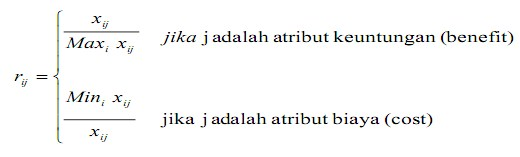 r_ij = { x_ij / Max_i x_ij jika j adalah atribut keuntungan (benefit)
Min_i x_ij / x_ij jika j adalah atribut biaya (cost)